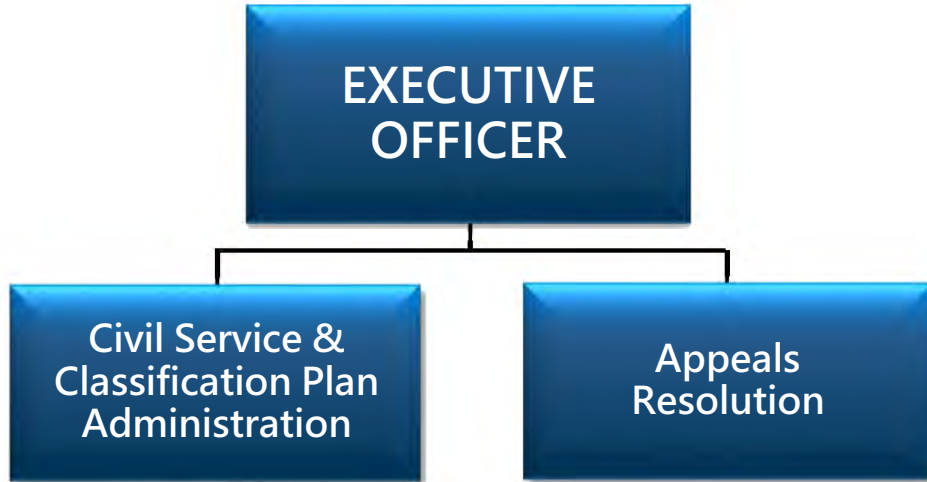 EXECUTIVE
OFFICER
Civil Service &
Classification Plan
Administration
Appeals
Resolution